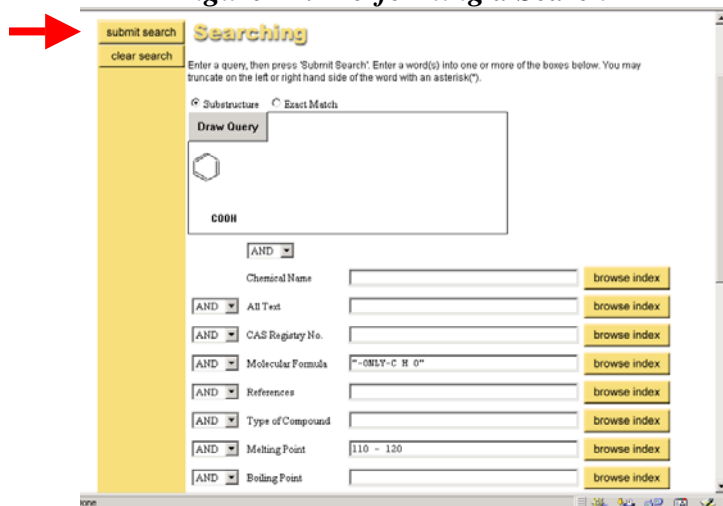 submit search
clear search
Searching
Enter a query, then press 'Submit Search'. Enter a word(s) into one or more of the boxes below. You may
truncate on the left or right hand side of the word with an asterisk(*).
Substructure Exact Match
Draw Query
COOH
AND
Chemical Name browse index
AND All Text browse index
AND CAS Registry No. browse index
AND Molecular Formula "-ONLY-C H O" browse index
AND References browse index
AND Type of Compound browse index
AND Melting Point 110 - 120 browse index
AND Boiling Point browse index